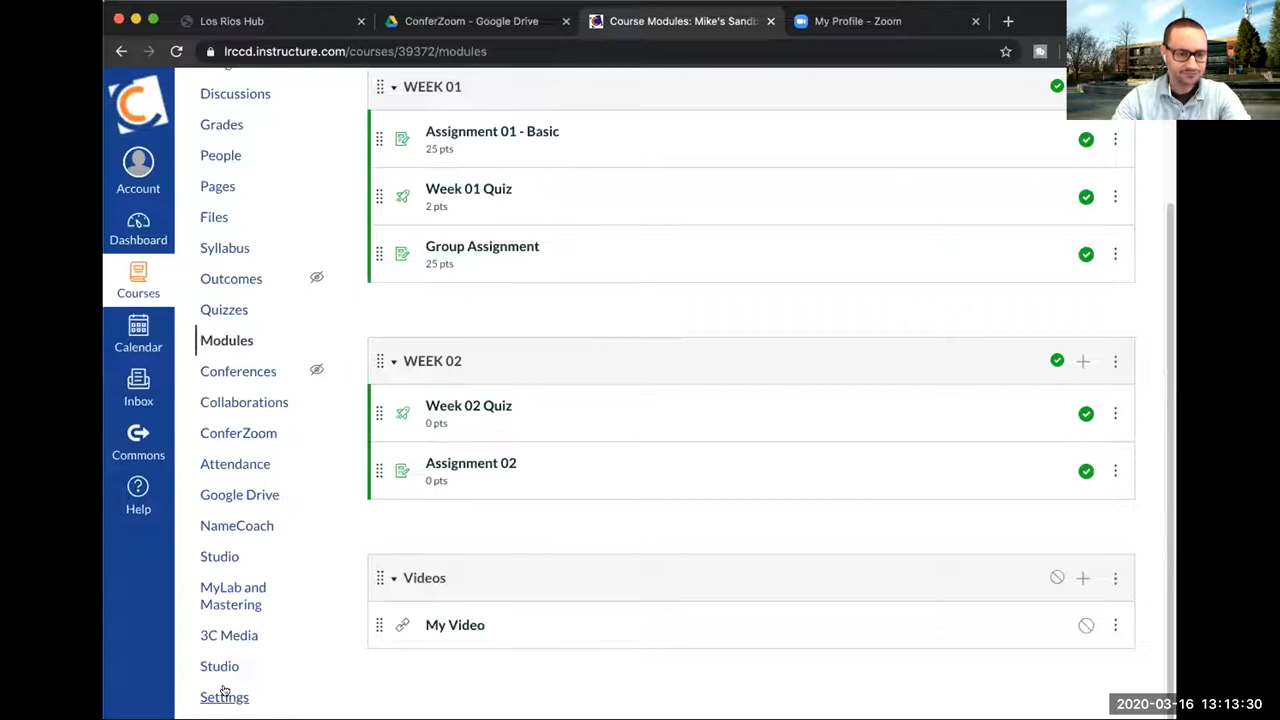 Los Rios Hub
ConferZoom - Google Drive
Course Modules: Mike's Sandb
My Profile - Zoom
lrccd.instructure.com/courses/39372/modules
Account
Dashboard
Courses
Calendar
Inbox
Commons
Help
Discussions
Grades
People
Pages
Files
Syllabus
Outcomes
Quizzes
Modules
Conferences
Collaborations
ConferZoom
Attendance
Google Drive
NameCoach
Studio
MyLab and
Mastering
3C Media
Studio
Settings
WEEK 01
Assignment 01 - Basic
25 pts
Week 01 Quiz
2 pts
Group Assignment
25 pts
WEEK 02
Week 02 Quiz
0 pts
Assignment 02
0 pts
Videos
My Video
2020-03-16 13:13:30